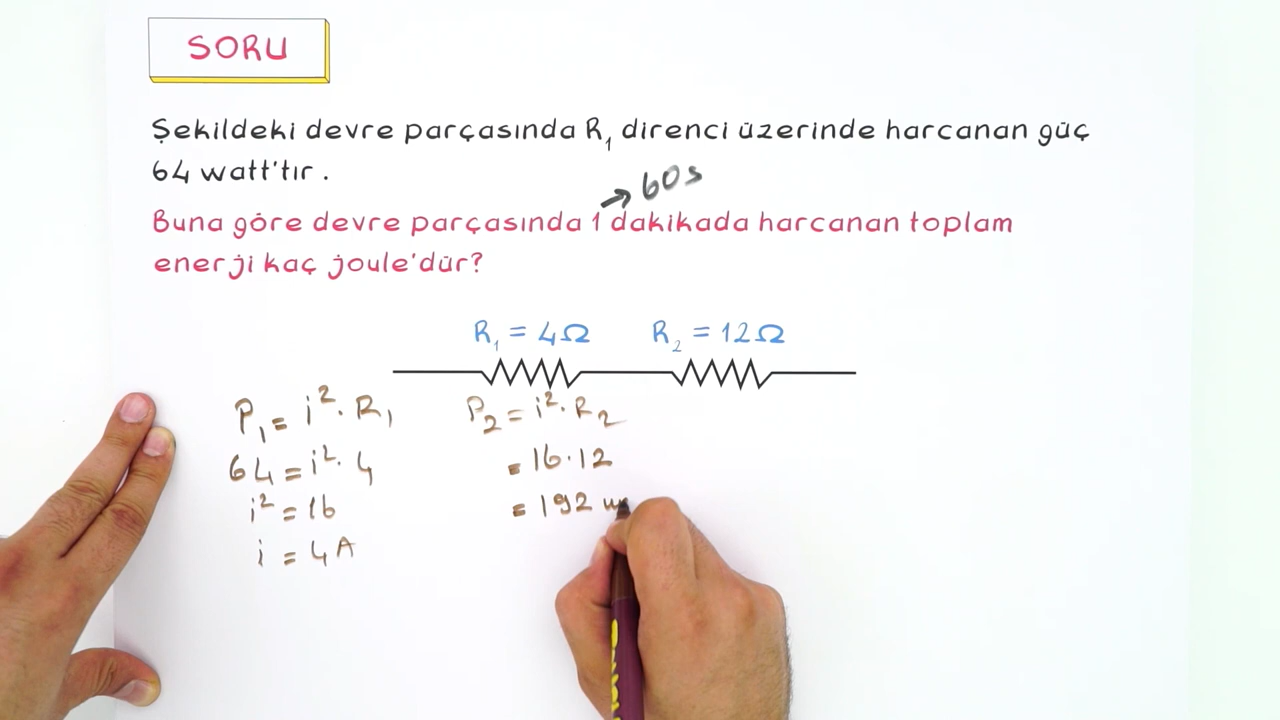 SORU
Şekildeki devre parçasında R₁ direnci üzerinde harcanan güç
64 watt'tır.
→ 60s
Buna göre devre parçasında 1 dakikada harcanan toplam
enerji kaç joule'dür?
R₁ = 4Ω R₂ = 12Ω
P₁ = i². R₁
64 = i². 4
i² = 16
i = 4A
P₂ = i². R₂
= 16.12
= 192